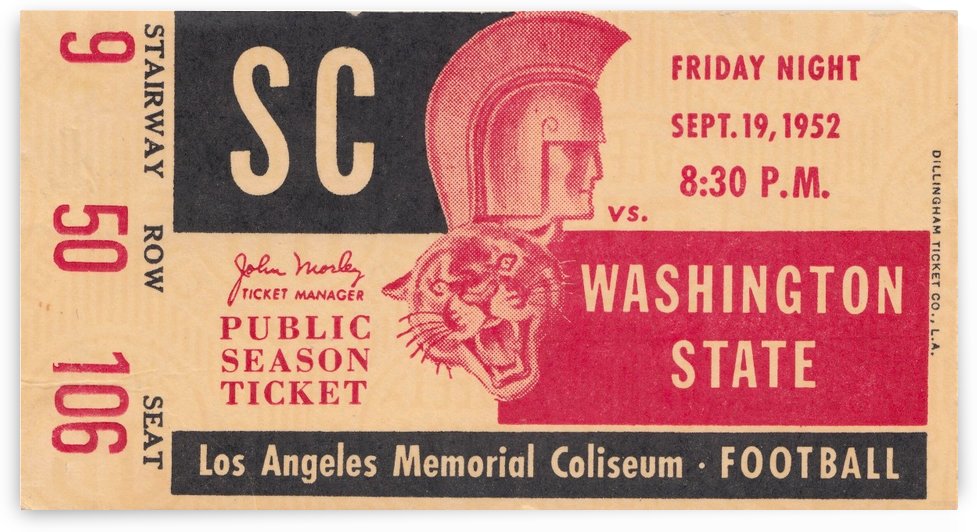 STAIRWAY 9
ROW 50
SEAT 106
SC
FRIDAY NIGHT
SEPT. 19, 1952
8:30 P.M.
vs.
WASHINGTON
STATE
John Morley
TICKET MANAGER
PUBLIC
SEASON
TICKET
Los Angeles Memorial Coliseum · FOOTBALL
DILLINGHAM TICKET CO., L.A.